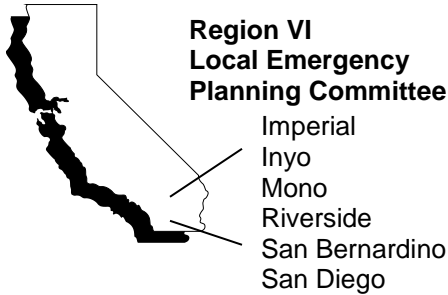 Region VI
Local Emergency
Planning Committee
Imperial
Inyo
Mono
Riverside
San Bernardino
San Diego